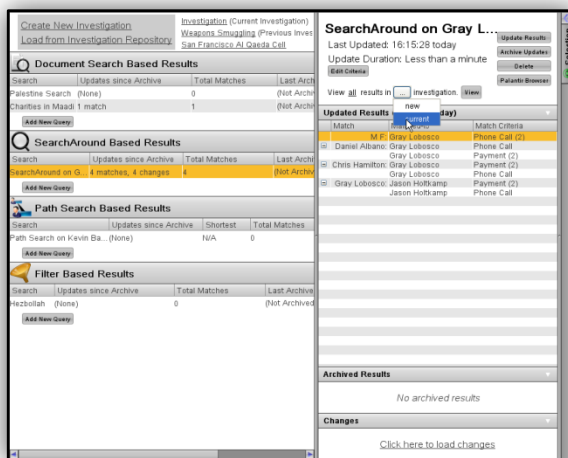 Create New Investigation
Load from Investigation Repository
Investigation (Current Investigation)
Weapons Smuggling (Previous Inves
San Francisco Al Qaeda Cell
Document Search Based Results
Search Updates since Archive Total Matches Last Arch
Palestine Search (None) 0 (Not Archiv
Charities in Maadi 1 match 1 (Not Archiv
Add New Query
SearchAround Based Results
Search Updates since Archive Total Matches Last Archi
SearchAround on G... 4 matches, 4 changes 4 (Not Archiv
Add New Query
Path Search Based Results
Search Updates since Archive Shortest Total Matches
Path Search on Kevin Ba... (None) N/A 0
Add New Query
Filter Based Results
Search Updates since Archive Total Matches Last Archive
Hezbollah (None) 0 (Not Archived
Add New Query
SearchAround on Gray L...
Last Updated: 16:15:28 today
Update Duration: Less than a minute
Edit Criteria
Update Results
Archive Updates
Delete
Palantir Browser
View all results in ... investigation. View
new
current
Updated Results day)
Match Match Criteria
M F: Gray Lobosco Phone Call (2)
Daniel Albano: Gray Lobosco Payment (2)
Gray Lobosco Phone Call
Chris Hamilton: Gray Lobosco Payment (2)
Gray Lobosco Phone Call
Gray Lobosco: Jason Holtkamp Payment (2)
Jason Holtkamp Phone Call
Archived Results
No archived results
Changes
Click here to load changes